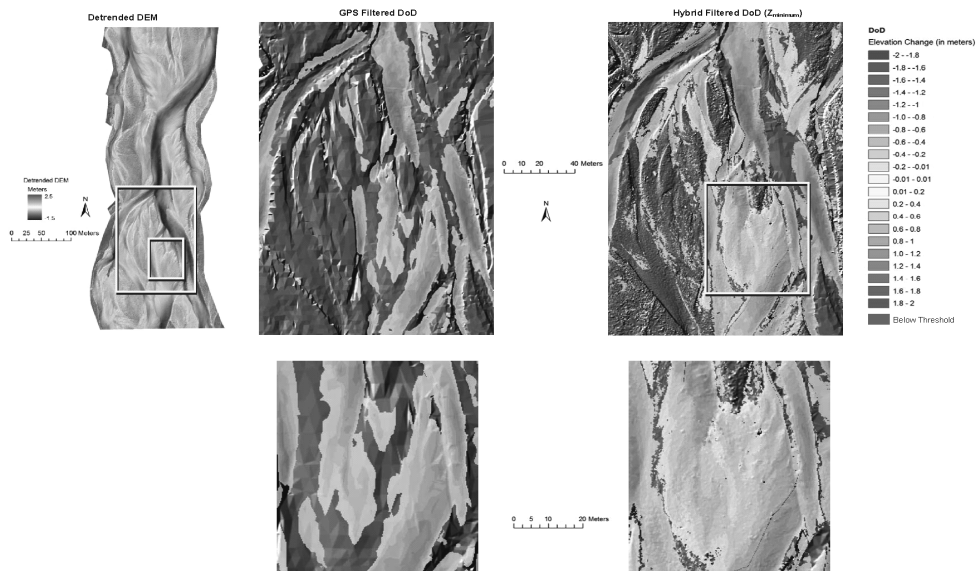 Detrended DEM
GPS Filtered DoD
Hybrid Filtered DoD (Zminimum)
DoD
Elevation Change (in meters)
-2 - -1.8
-1.8 - -1.6
-1.6 - -1.4
-1.4 - -1.2
-1.2 - -1
-1.0 - -0.8
-0.8 - -0.6
-0.6 - -0.4
-0.4 - -0.2
-0.2 - -0.01
-0.01 - 0.01
0.01 - 0.2
0.2 - 0.4
0.4 - 0.6
0.6 - 0.8
0.8 - 1
1.0 - 1.2
1.2 - 1.4
1.4 - 1.6
1.6 - 1.8
1.8 - 2
Below Threshold
Detrended DEM
Meters
2.5
-1.5
N
0 25 50 100 Meters
0 10 20 40 Meters
N
0 5 10 20 Meters